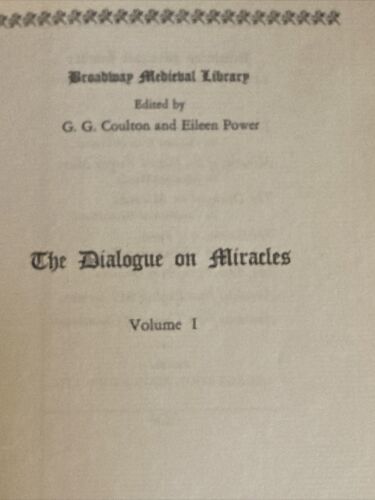 Broadway Medieval Library
Edited by
G. G. Coulton and Eileen Power
The Dialogue on Miracles
Volume I